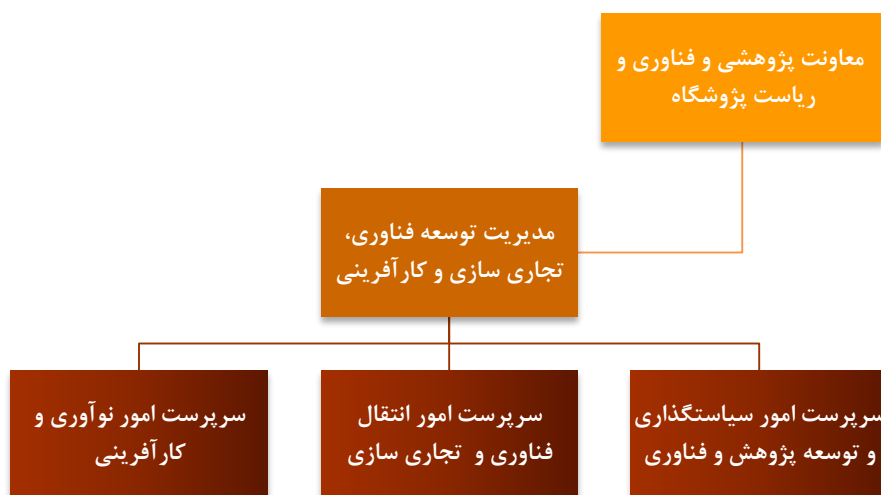 معاونت پژوهشی و فناوری و
ریاست پژوشگاه
مدیریت توسعه فناوری،
تجاری سازی و کارآفرینی
سرپرست امور سیاستگذاری
و توسعه پژوهش و فناوری
سرپرست امور انتقال
فناوری و تجاری سازی
سرپرست امور نوآوری و
کارآفرینی